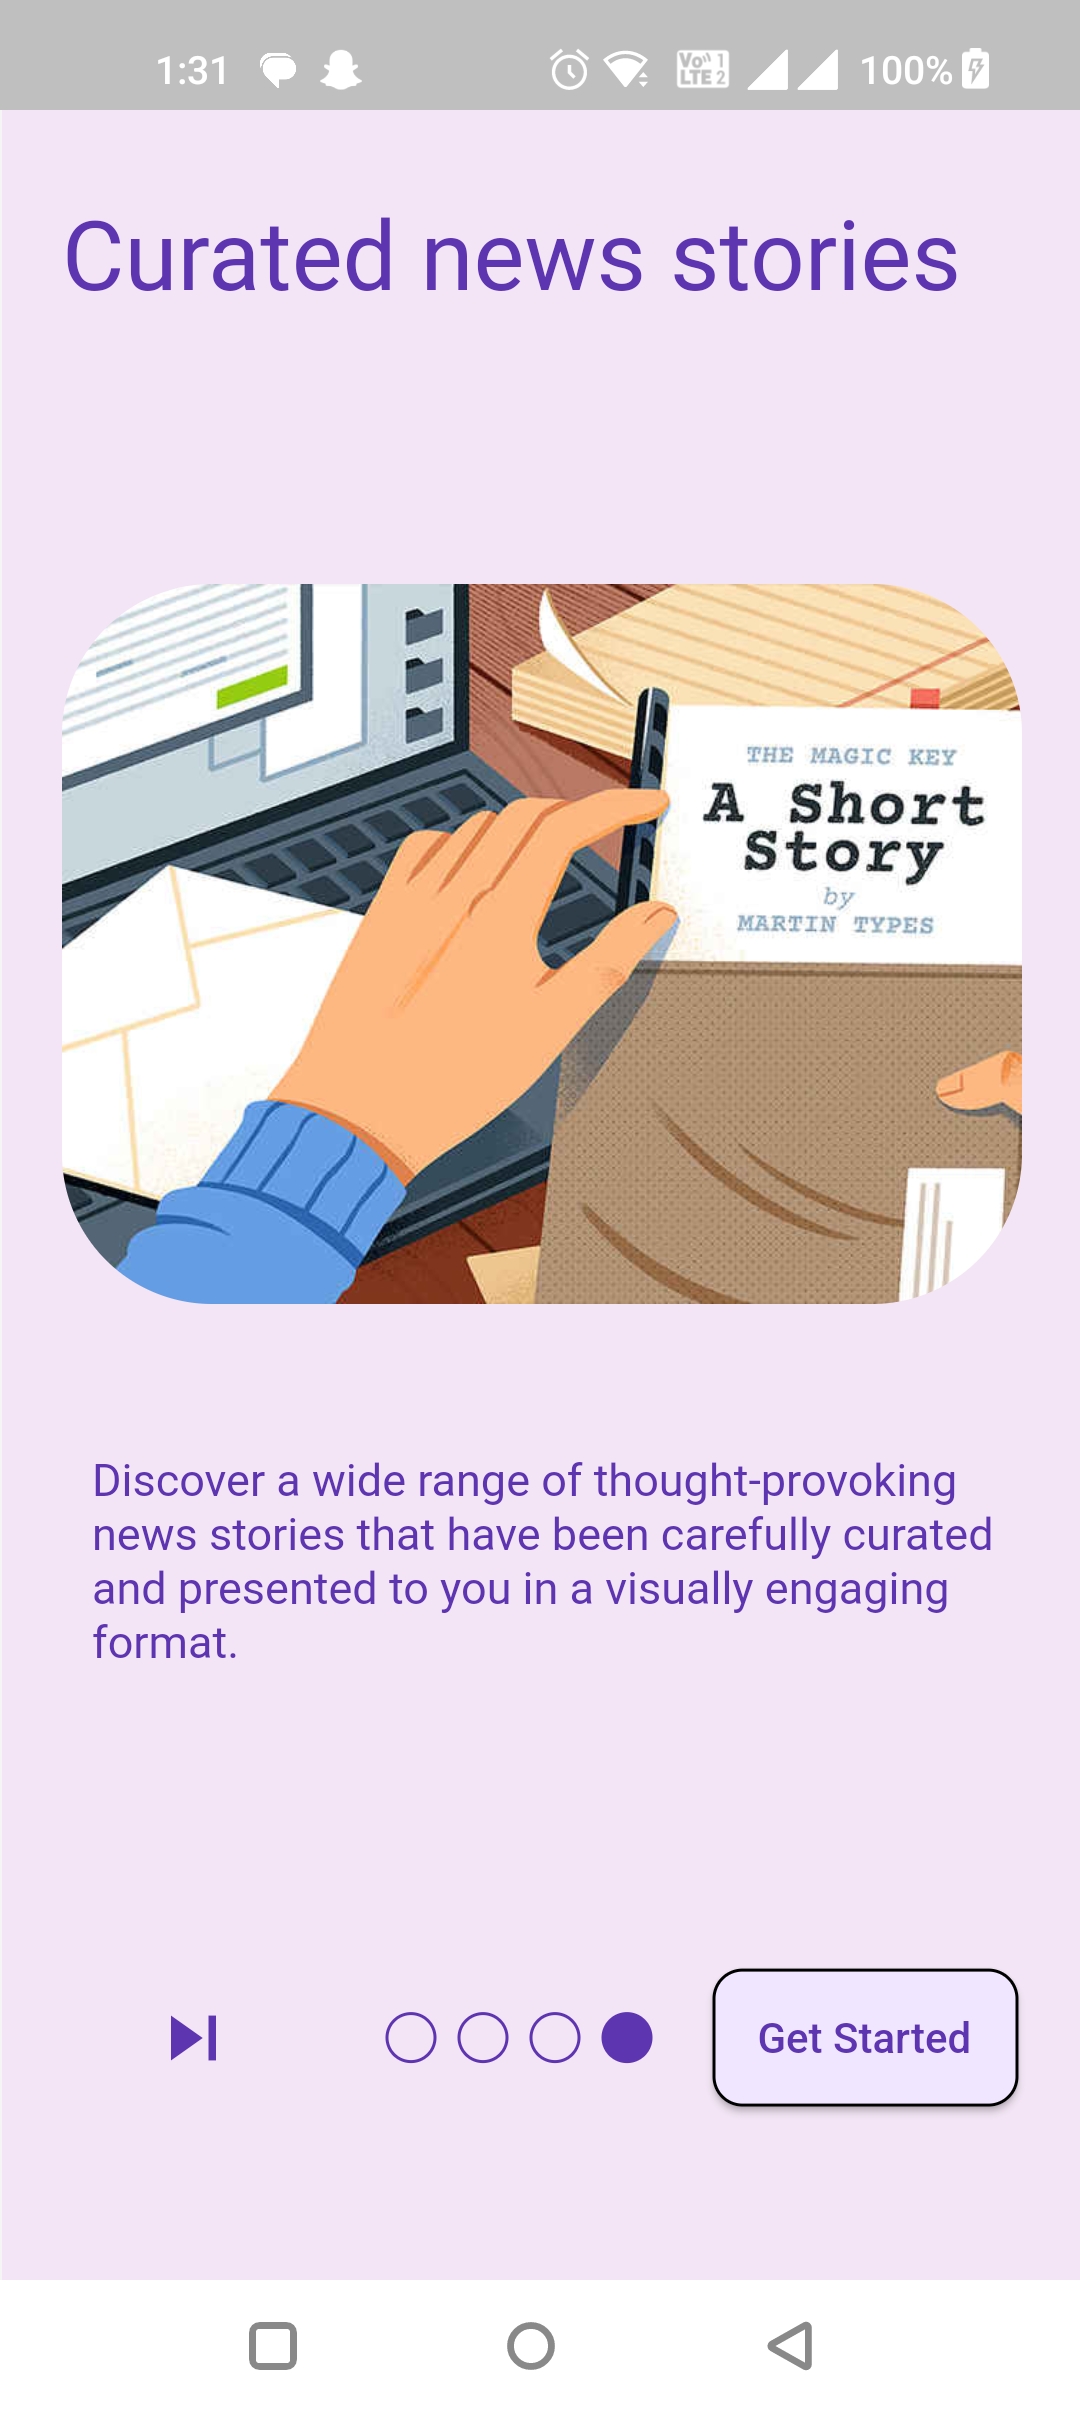 1:31
Vo 1
LTE 2
100%
Curated news stories
THE MAGIC KEY
A Short
Story
by
MARTIN TYPES
Discover a wide range of thought-provoking
news stories that have been carefully curated
and presented to you in a visually engaging
format.
Get Started